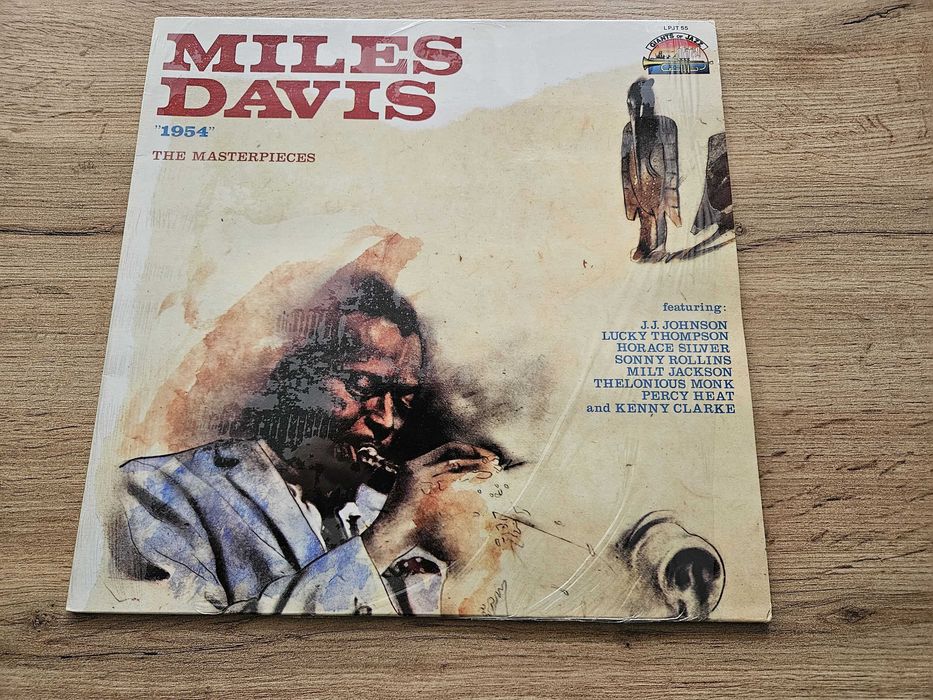 MILES
DAVIS
"1954"
THE MASTERPIECES
LPJT 55
GIANTS OF JAZZ
featuring:
J.J. JOHNSON
LUCKY THOMPSON
HORACE SILVER
SONNY ROLLINS
MILT JACKSON
THELONIOUS MONK
PERCY HEAT
and KENNY CLARKE